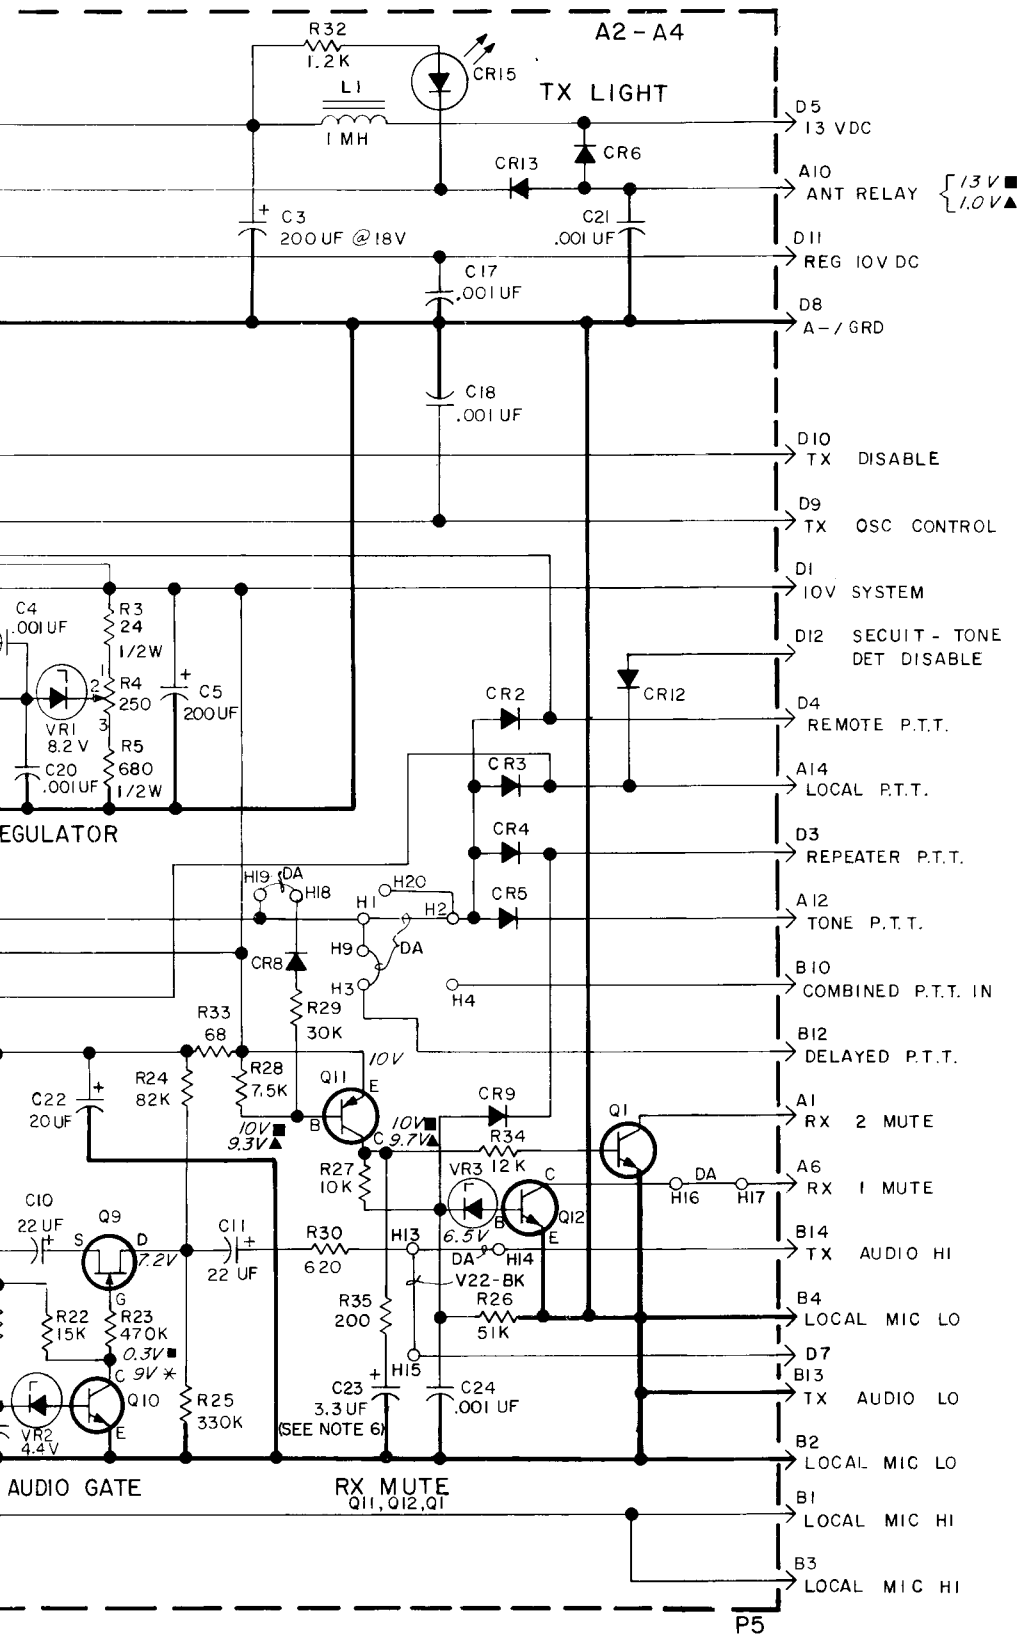 R32
1.2K
A2-A4
CR15
L1
TX LIGHT
D5
13 VDC
1 MH
CR6
CR13
A10
ANT RELAY
13V■
1.0V▲
+
C3
200UF @18V
C21
.001UF
D11
REG 10VDC
C17
.001UF
D8
A-/GRD
C18
.001UF
D10
TX DISABLE
D9
TX OSC CONTROL
D1
10V SYSTEM
C4
.001UF
R3
24
1/2W
D12 SECUIT-TONE
DET DISABLE
1
+
2
R4
250
C5
200UF
CR2
CR12
D4
REMOTE P.T.T.
VR1
8.2V
3
R5
680
1/2W
C20
.001UF
CR3
A14
LOCAL P.T.T.
EGULATOR
CR4
D3
REPEATER P.T.T.
H19
DA
H18
H20
H1
H2
CR5
A12
TONE P.T.T.
CR8
H9
DA
H3
H4
B10
COMBINED P.T.T. IN
R29
30K
R33
68
B12
DELAYED P.T.T.
10V
R24
82K
R28
7.5K
Q11
E
CR9
A1
RX 2 MUTE
C22
20UF
+
10V■
9.3V▲
B
C
10V■
9.7V▲
R34
12K
Q1
R27
10K
VR3
C
DA
H16
H17
A6
RX 1 MUTE
6.5V
B
Q12
E
C10
22UF
+
Q9
S
D
7.2V
C11
+
22 UF
R30
620
H13
DA
H14
B14
TX AUDIO HI
V22-BK
G
R22
15K
R23
470K
R35
200
R26
51K
B4
LOCAL MIC LO
0.3V■
9V*
C
H15
D7
B13
TX AUDIO LO
Q10
E
VR2
4.4V
R25
330K
+
C23
3.3UF
(SEE NOTE 6)
C24
.001UF
B2
LOCAL MIC LO
AUDIO GATE
RX MUTE
Q11,Q12,Q1
B1
LOCAL MIC HI
B3
LOCAL MIC HI
P5